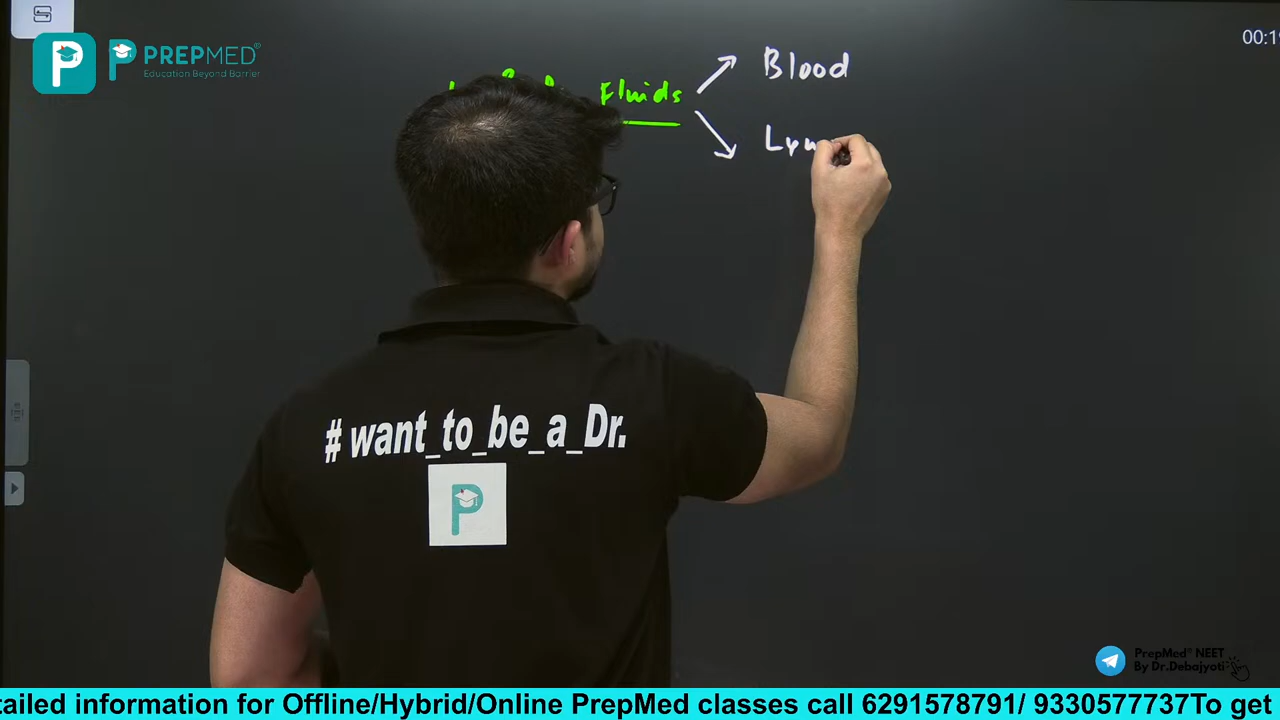 00:1
PREPMED®
Education Beyond Barrier
Fluids
Blood
Ly
# want_to_be_a_Dr.
P
PrepMed® NEET
By Dr.Debajyoti
tailed information for Offline/Hybrid/Online PrepMed classes call 6291578791/ 9330577737To get